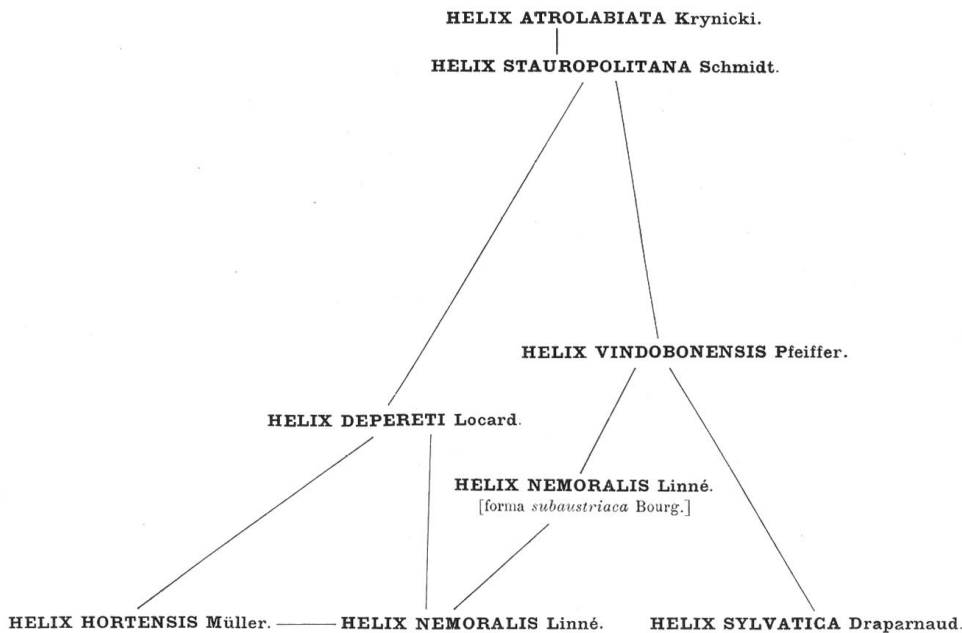 HELIX ATROLABIATA Krynicki.
HELIX STAUROPOLITANA Schmidt.
HELIX VINDOBONENSIS Pfeiffer.
HELIX DEPERETI Locard.
HELIX NEMORALIS Linné.
[forma subaustriaca Bourg.]
HELIX HORTENSIS Müller. HELIX NEMORALIS Linné. HELIX SYLVATICA Draparnaud.